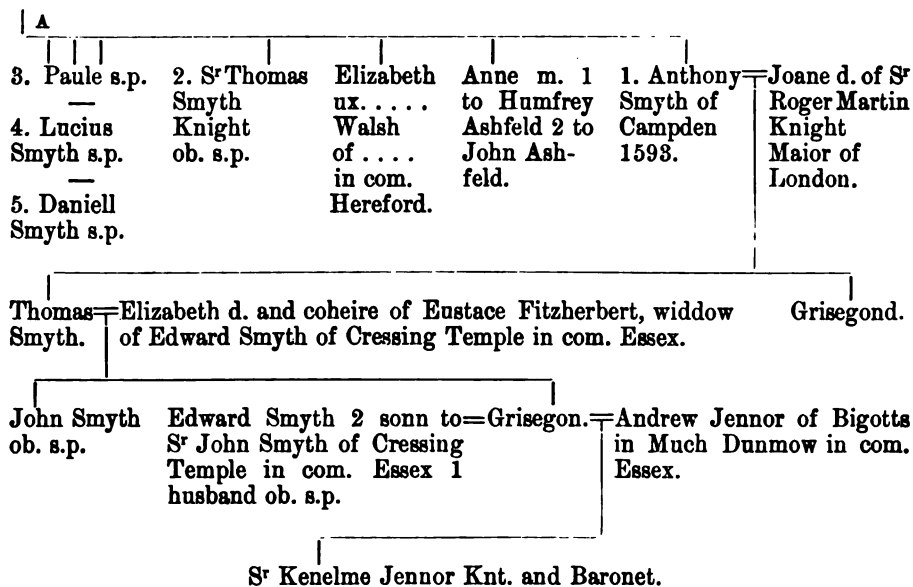 A
3. Paule s.p.
—
4. Lucius
Smyth s.p.
—
5. Daniell
Smyth s.p.
2. Sʳ Thomas
Smyth
Knight
ob. s.p.
Elizabeth
ux. . . . .
Walsh
of . . . .
in com.
Hereford.
Anne m. 1
to Humfrey
Ashfeld 2 to
John Ash-
feld.
1. Anthony
Smyth of
Campden
1593.
Joane d. of Sʳ
Roger Martin
Knight
Maior of
London.
Thomas
Smyth.
Elizabeth d. and coheire of Eustace Fitzherbert, widdow
of Edward Smyth of Cressing Temple in com. Essex.
Grisegond.
John Smyth
ob. s.p.
Edward Smyth 2 sonn to
Sʳ John Smyth of Cressing
Temple in com. Essex 1
husband ob. s.p.
Grisegon.
Andrew Jennor of Bigotts
in Much Dunmow in com.
Essex.
Sʳ Kenelme Jennor Knt. and Baronet.